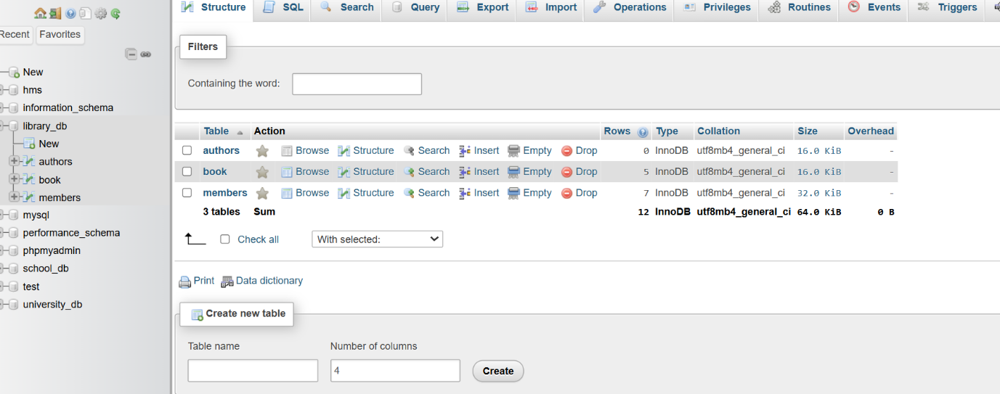 Structure SQL Search Query Export Import Operations Privileges Routines Events Triggers
Recent Favorites
New
hms
information_schema
library_db
New
authors
book
members
mysql
performance_schema
phpmyadmin
school_db
test
university_db
Filters
Containing the word:
Table Action Rows Type Collation Size Overhead
authors Browse Structure Search Insert Empty Drop 0 InnoDB utf8mb4_general_ci 16.0 KiB -
book Browse Structure Search Insert Empty Drop 5 InnoDB utf8mb4_general_ci 16.0 KiB -
members Browse Structure Search Insert Empty Drop 7 InnoDB utf8mb4_general_ci 32.0 KiB -
3 tables Sum 12 InnoDB utf8mb4_general_ci 64.0 KiB 0 B
Check all With selected:
Print Data dictionary
Create new table
Table name Number of columns
4 Create